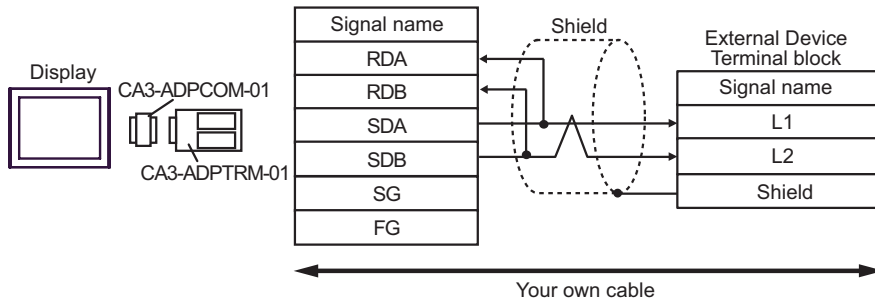 Display
CA3-ADPCOM-01
CA3-ADPTRM-01
Signal name
RDA
RDB
SDA
SDB
SG
FG
Shield
External Device
Terminal block
Signal name
L1
L2
Shield
Your own cable